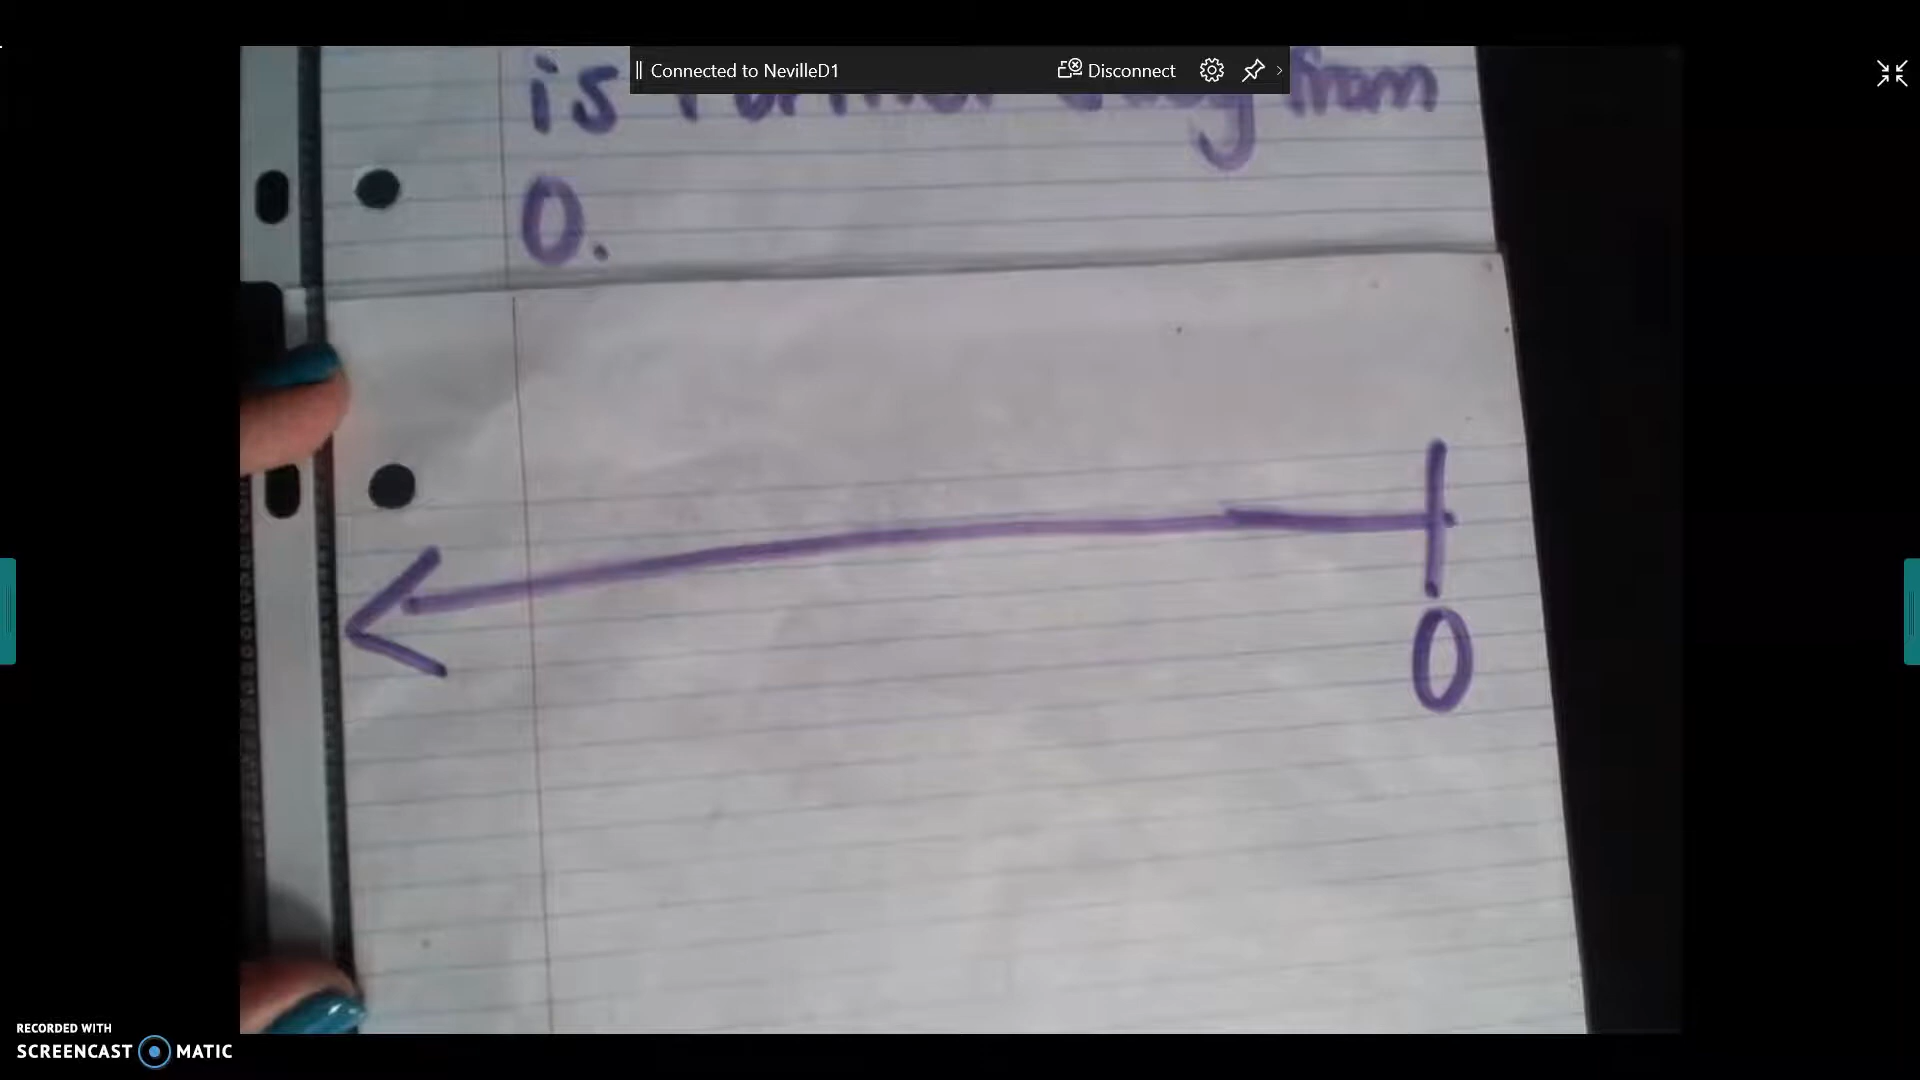 Connected to NevilleD1
Disconnect
is from
0.
0
RECORDED WITH
SCREENCAST MATIC